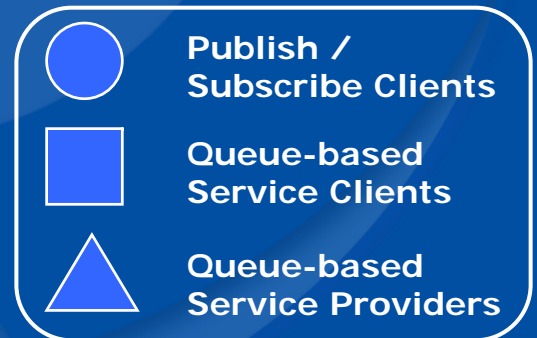 Publish /
Subscribe Clients
Queue-based
Service Clients
Queue-based
Service Providers